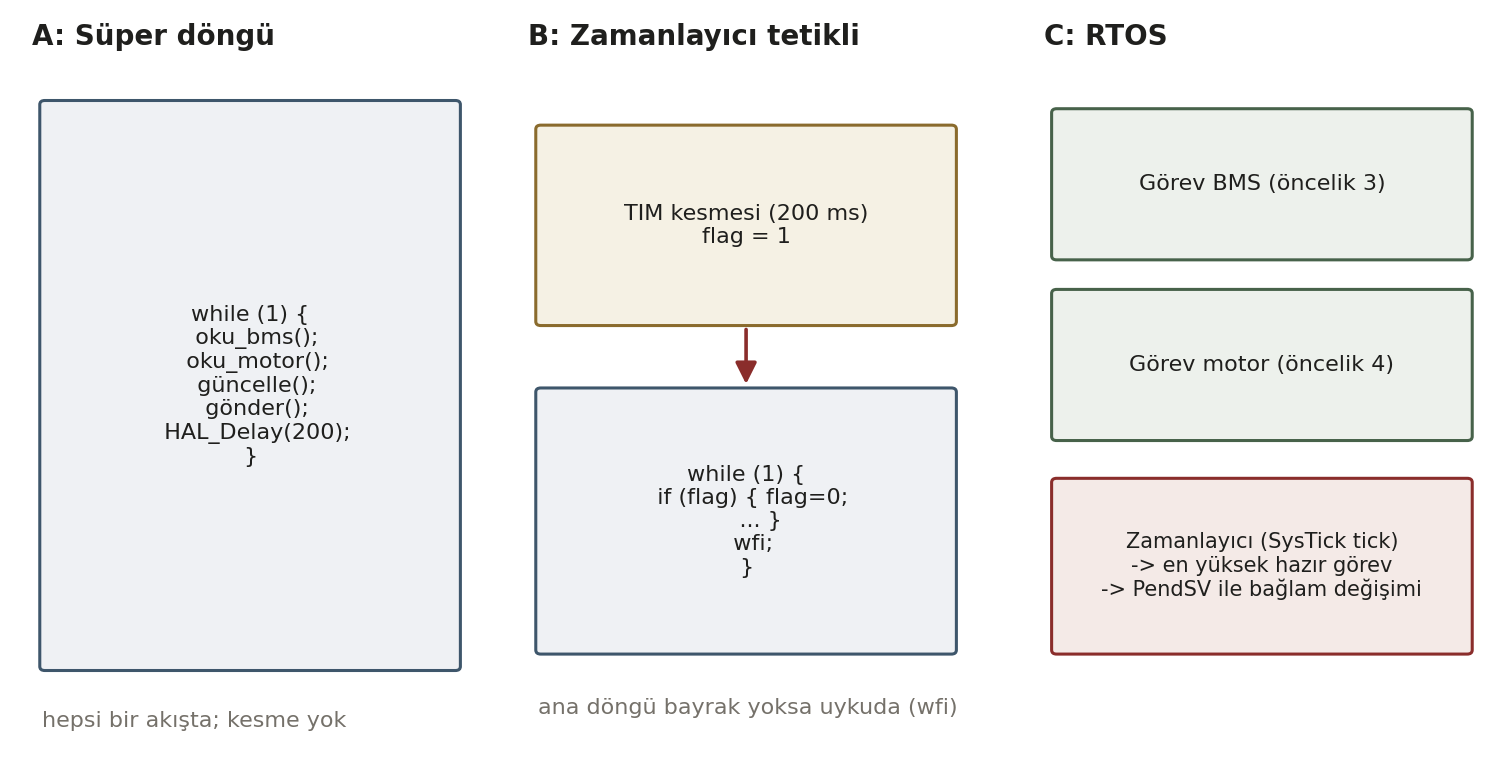 A: Süper döngü
while (1) {
oku_bms();
oku_motor();
güncelle();
gönder();
HAL_Delay(200);
}
hepsi bir akışta; kesme yok
B: Zamanlayıcı tetikli
TIM kesmesi (200 ms)
flag = 1
while (1) {
if (flag) { flag=0;
... }
wfi;
}
ana döngü bayrak yoksa uykuda (wfi)
C: RTOS
Görev BMS (öncelik 3)
Görev motor (öncelik 4)
Zamanlayıcı (SysTick tick)
-> en yüksek hazır görev
-> PendSV ile bağlam değişimi